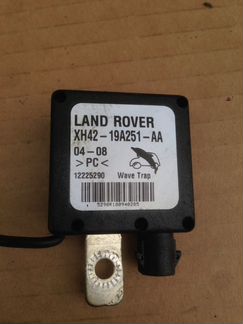 LAND ROVER
XH42-19A251-AA
04-08
>PC<
12225290 Wave Trap